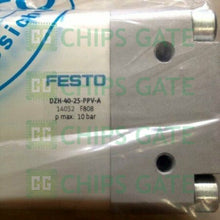 CHIPS GATE
FESTO
DZH-40-25-PPV-A
14052 F808
p max. 10 bar
CHIPS GATE
CHIPS GATE